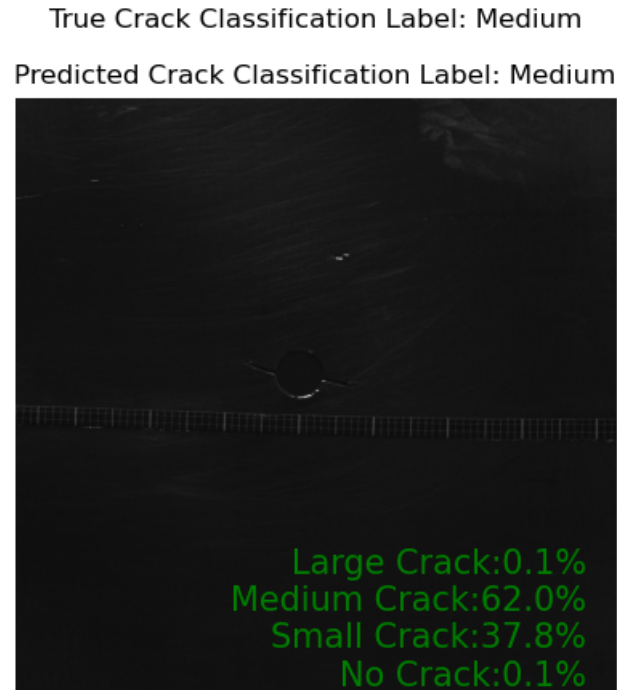 True Crack Classification Label: Medium
Predicted Crack Classification Label: Medium
Large Crack:0.1%
Medium Crack:62.0%
Small Crack:37.8%
No Crack:0.1%